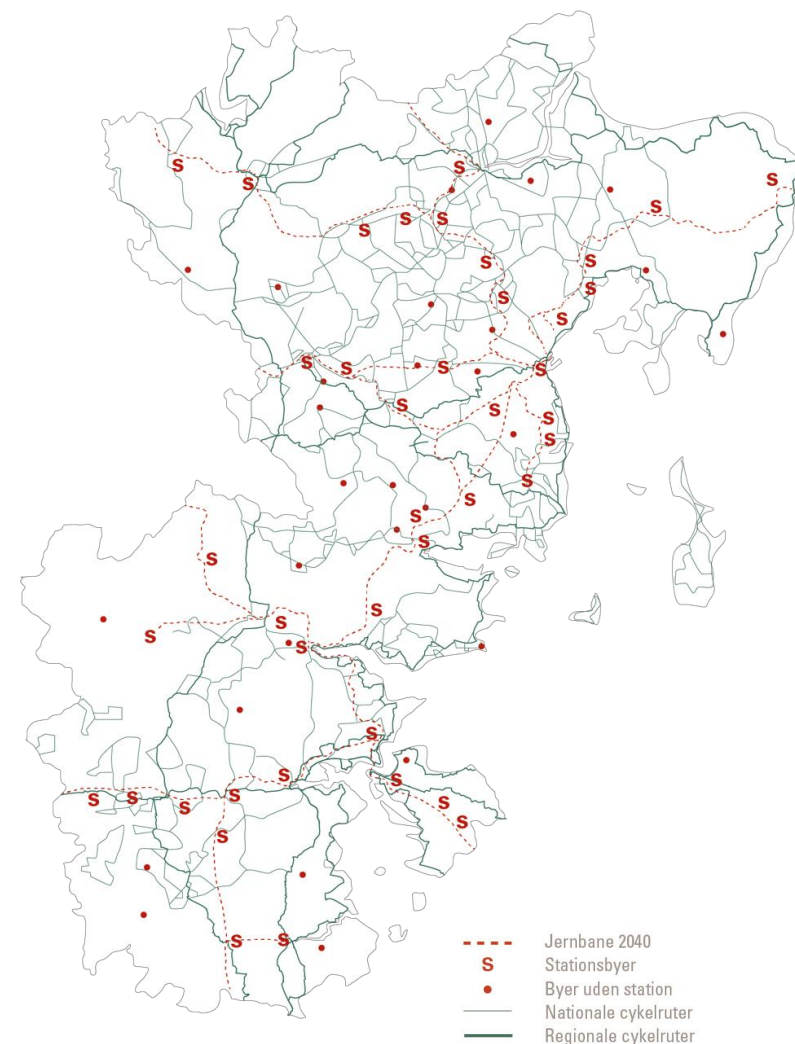 Jernbane 2040
S Stationsbyer
Byer uden station
Nationale cykelruter
Regionale cykelruter